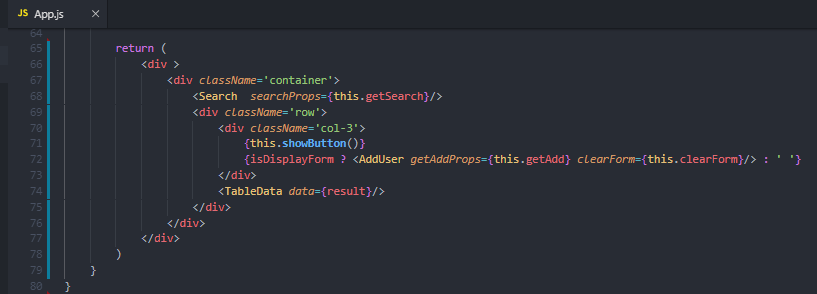 JS App.js ×
64
65 return (
66 <div >
67 <div className='container'>
68 <Search  searchProps={this.getSearch}/>
69 <div className='row'>
70 <div className='col-3'>
71 {this.showButton()}
72 {isDisplayForm ? <AddUser getAddProps={this.getAdd} clearForm={this.clearForm}/> : ' '}
73 </div>
74 <TableData data={result}/>
75 </div>
76 </div>
77 </div>
78 )
79 }
80 }